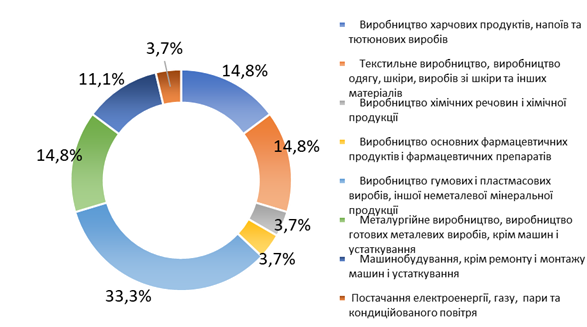 3,7%
14,8%
11,1%
14,8%
14,8%
3,7%
3,7%
33,3%
Виробництво харчових продуктів, напоїв та
тютюнових виробів
Текстильне виробництво, виробництво
одягу, шкіри, виробів зі шкіри та інших
матеріалів
Виробництво хімічних речовин і хімічної
продукції
Виробництво основних фармацевтичних
продуктів і фармацевтичних препаратів
Виробництво гумових і пластмасових
виробів, іншої неметалевої мінеральної
продукції
Металургійне виробництво, виробництво
готових металевих виробів, крім машин і
устаткування
Машинобудування, крім ремонту і монтажу
машин і устаткування
Постачання електроенергії, газу, пари та
кондиційованого повітря